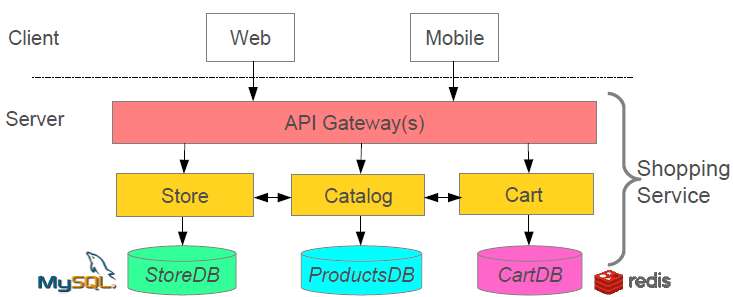 Client
Web
Mobile
Server
API Gateway(s)
Shopping
Service
Store
Catalog
Cart
MySQL
StoreDB
ProductsDB
CartDB
redis